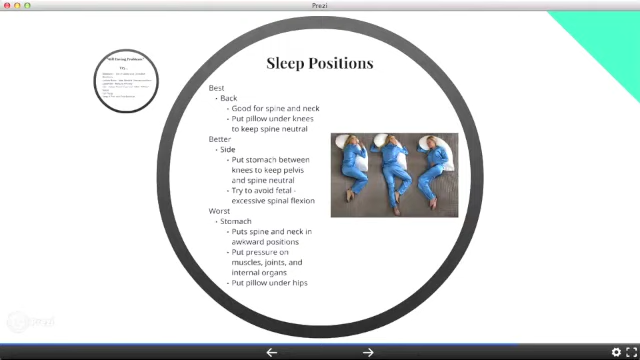 Prezi
Sleep Positions
Best
- Back
- Good for spine and neck
- Put pillow under knees
to keep spine neutral
Better
- Side
- Put stomach between
knees to keep pelvis
and spine neutral
- Try to avoid fetal -
excessive spinal flexion
Worst
- Stomach
- Puts spine and neck in
awkward positions
- Put pressure on
muscles, joints, and
internal organs
- Put pillow under hips
Prezi